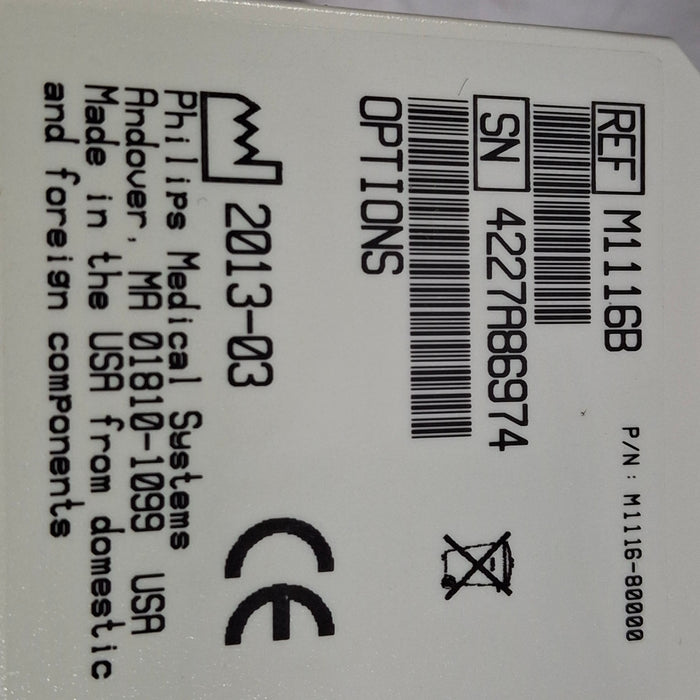 REF M1116B P/N: M1116-80000
SN 4227A86974
OPTIONS
2013-03
CE
Philips Medical Systems
Andover, MA 01810-1099 USA
Made in the USA from domestic
and foreign components